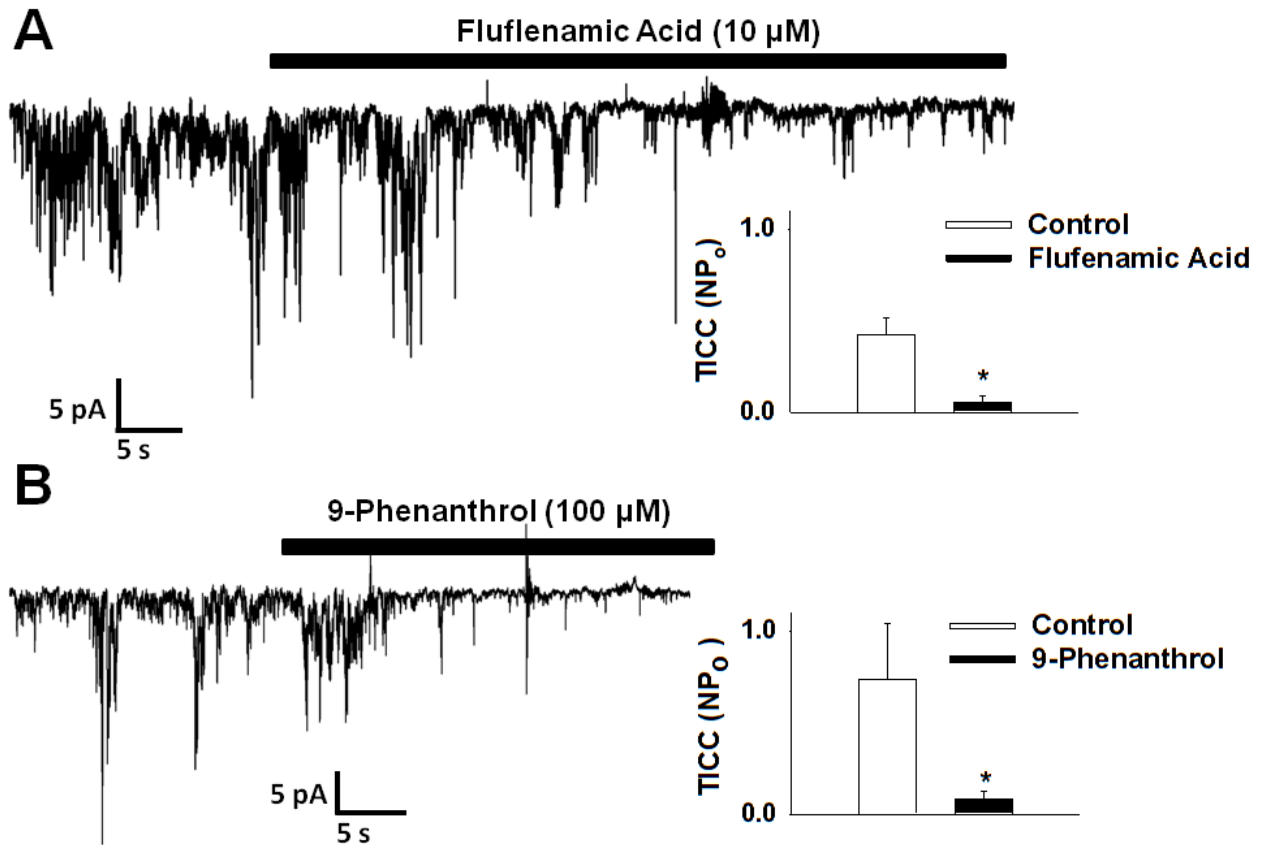 A
Fluflenamic Acid (10 µM)
5 pA
5 s
TICC (NPo)
1.0
0.0
Control
Flufenamic Acid
*
B
9-Phenanthrol (100 µM)
5 pA
5 s
TICC (NPO )
1.0
0.0
Control
9-Phenanthrol
*